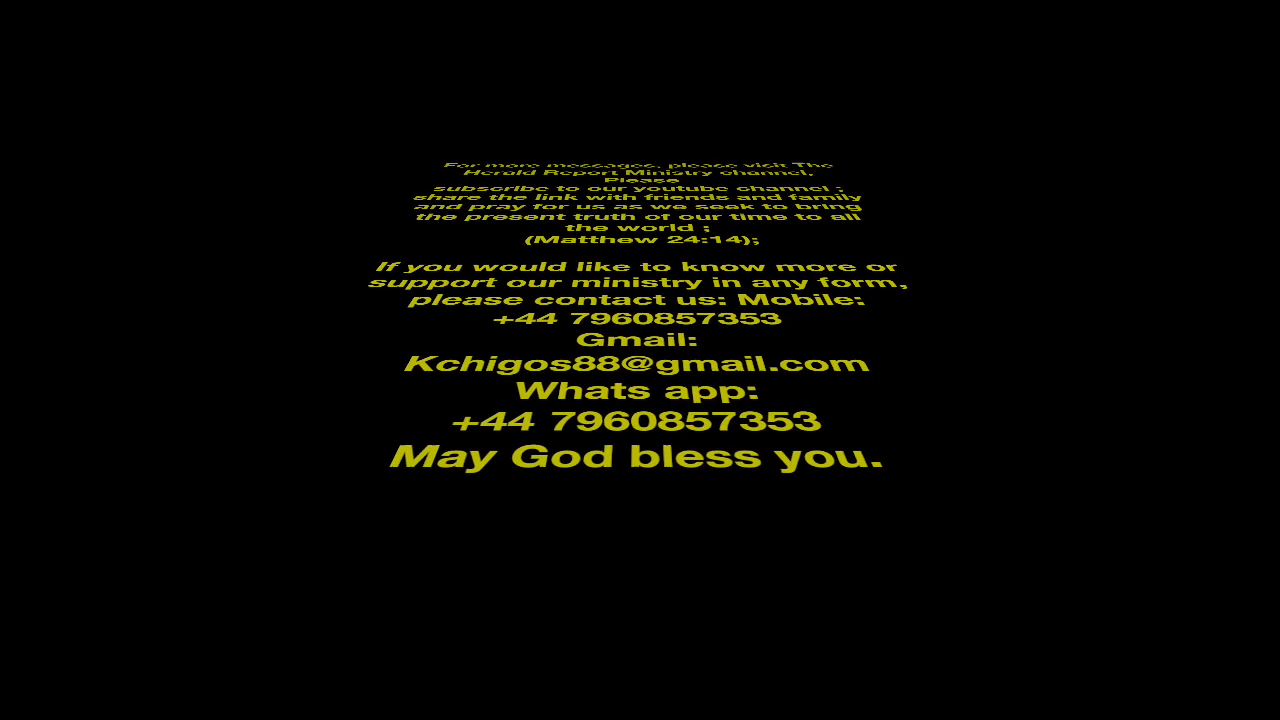 For more messages, please visit The
Herald Report Ministry channel,
Please
subscribe to our youtube channel ;
share the link with friends and family
and pray for us as we seek to bring
the present truth of our time to all
the world ;
(Matthew 24:14);
If you would like to know more or
support our ministry in any form,
please contact us: Mobile:
+44 7960857353
Gmail:
Kchigos88@gmail.com
Whats app:
+44 7960857353
May God bless you.